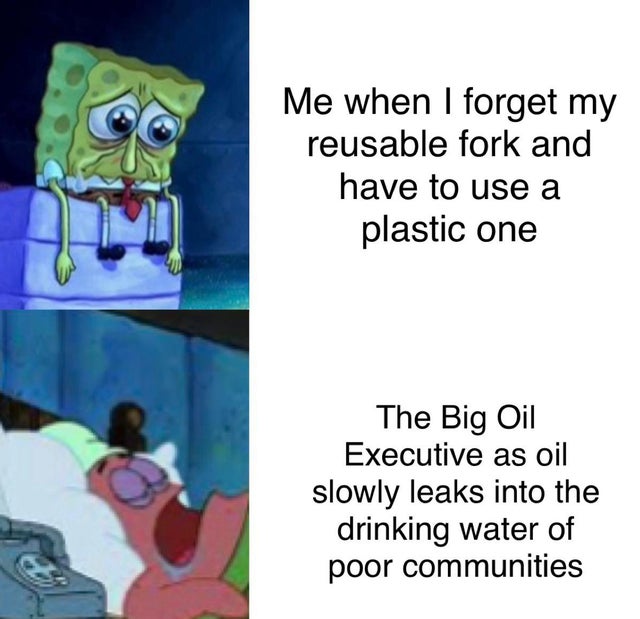 Me when I forget my
reusable fork and
have to use a
plastic one
The Big Oil
Executive as oil
slowly leaks into the
drinking water of
poor communities